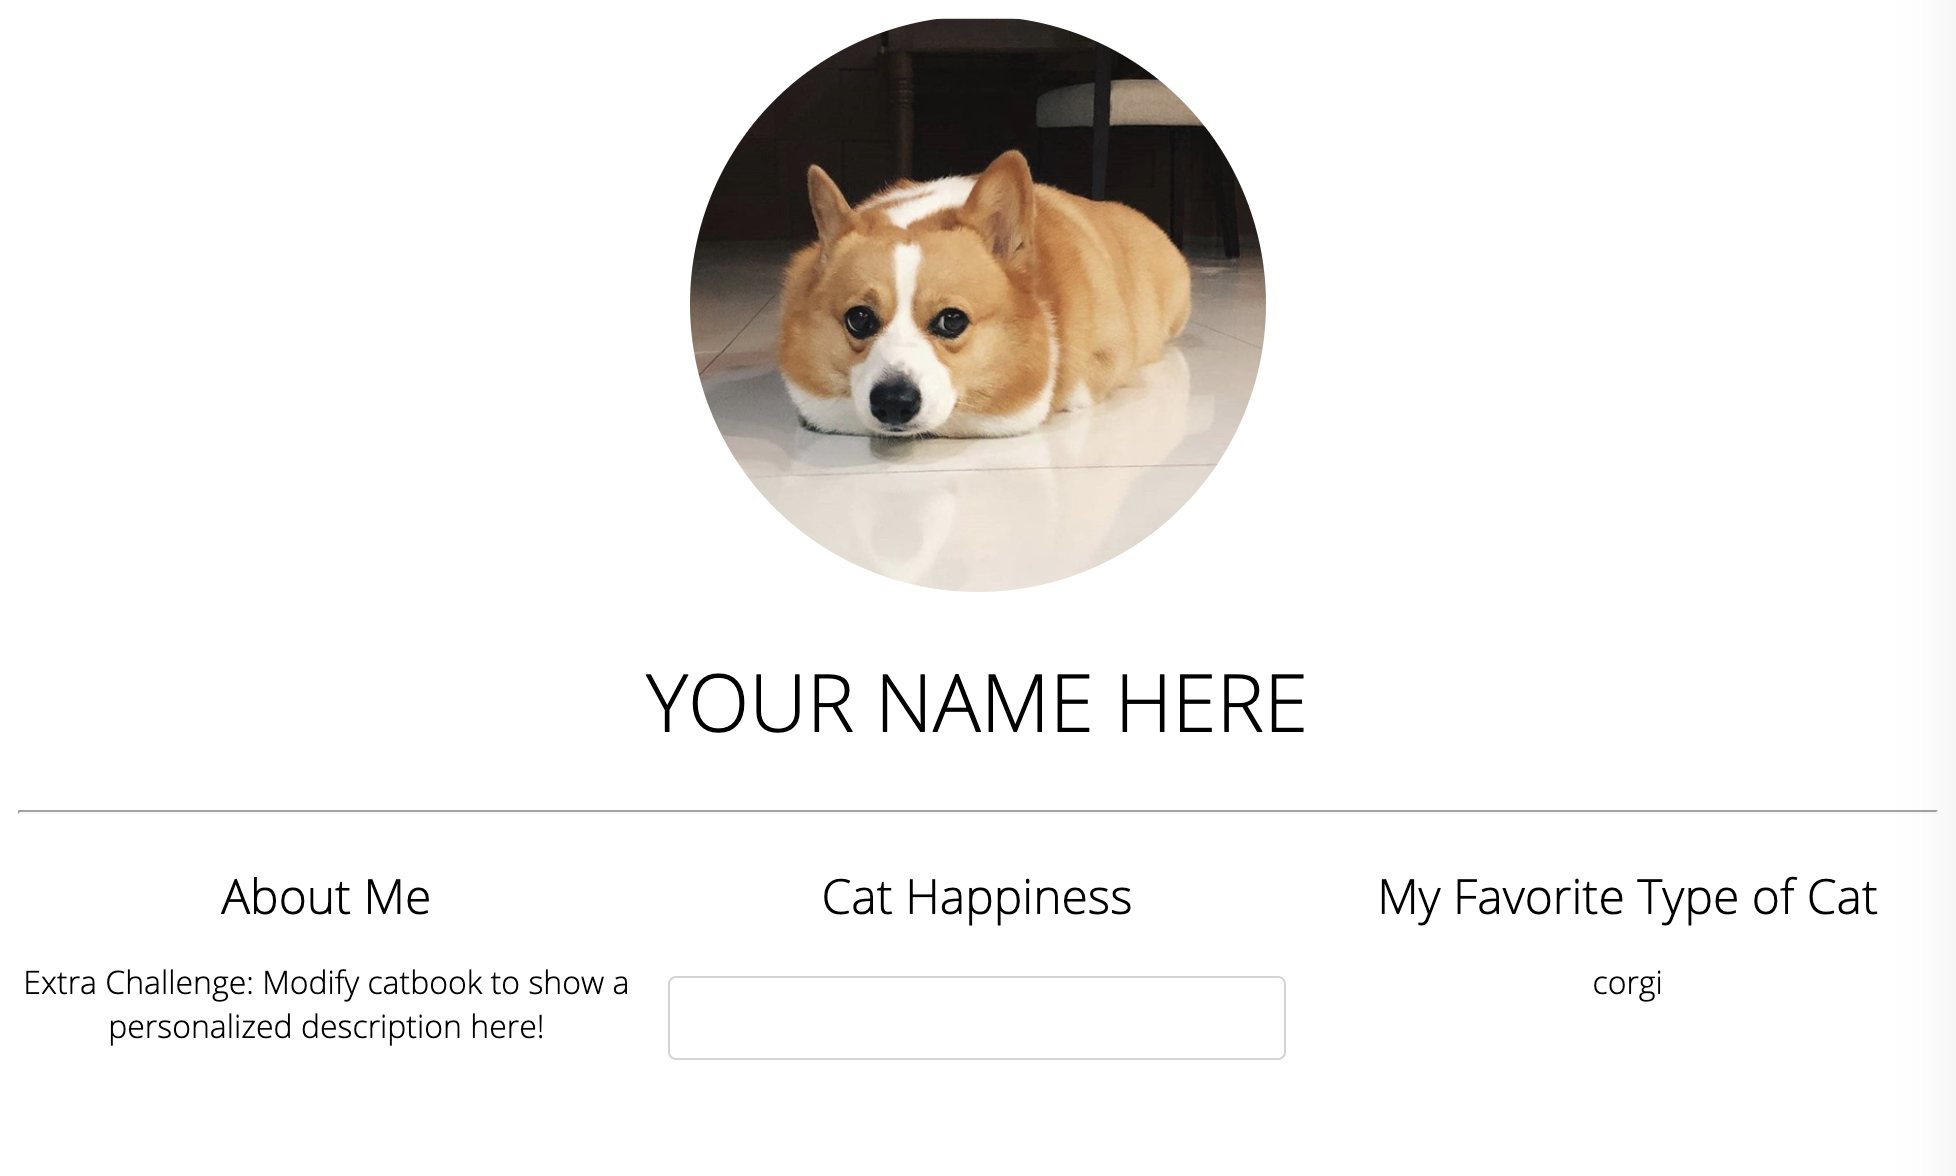 YOUR NAME HERE
About Me
Extra Challenge: Modify catbook to show a
personalized description here!
Cat Happiness
My Favorite Type of Cat
corgi